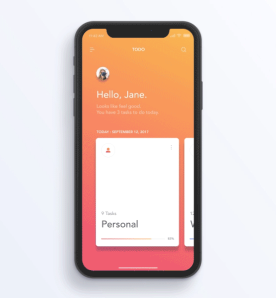 TODO
Hello, Jane.
Looks like feel good.
You have 3 tasks to do today.
TODAY : SEPTEMBER 12, 2017
9 Tasks
Personal
83%